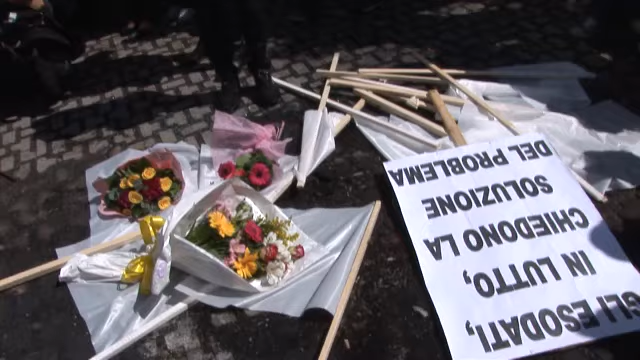 GLI ESODATI,
IN LUTTO,
CHIEDONO LA
SOLUZIONE
DEL PROBLEMA